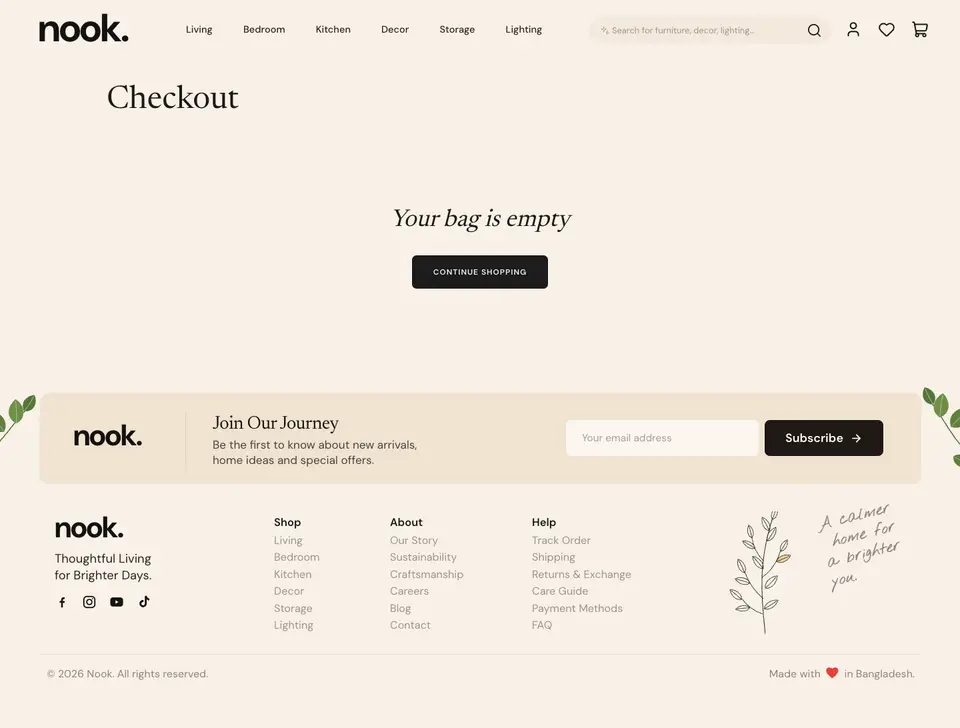 nook.
Living Bedroom Kitchen Decor Storage Lighting
Search for furniture, decor, lighting...
Checkout
Your bag is empty
CONTINUE SHOPPING
nook.
Join Our Journey
Be the first to know about new arrivals,
home ideas and special offers.
Your email address
Subscribe →
nook.
Thoughtful Living
for Brighter Days.
Shop
Living
Bedroom
Kitchen
Decor
Storage
Lighting
About
Our Story
Sustainability
Craftsmanship
Careers
Blog
Contact
Help
Track Order
Shipping
Returns & Exchange
Care Guide
Payment Methods
FAQ
A calmer
home for
a brighter
you.
© 2026 Nook. All rights reserved.
Made with ❤️ in Bangladesh.